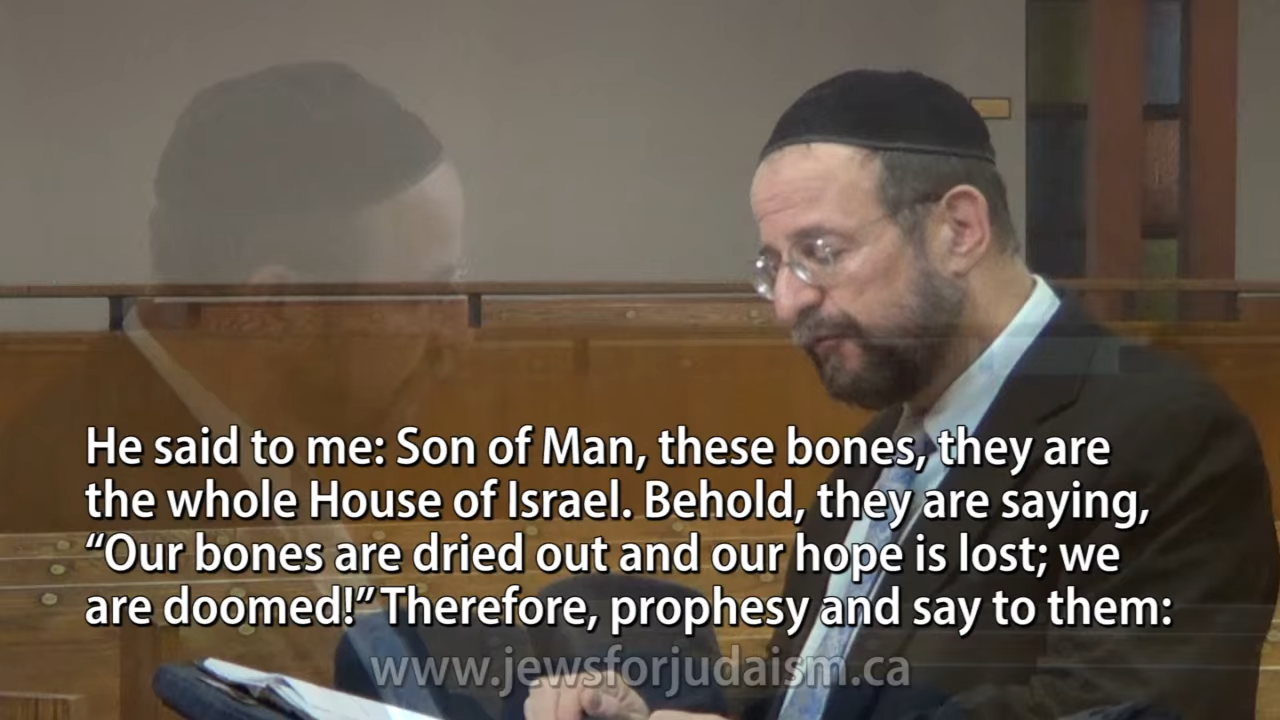 He said to me: Son of Man, these bones, they are
the whole House of Israel. Behold, they are saying,
“Our bones are dried out and our hope is lost; we
are doomed!” Therefore, prophesy and say to them:
www.jewsforjudaism.ca